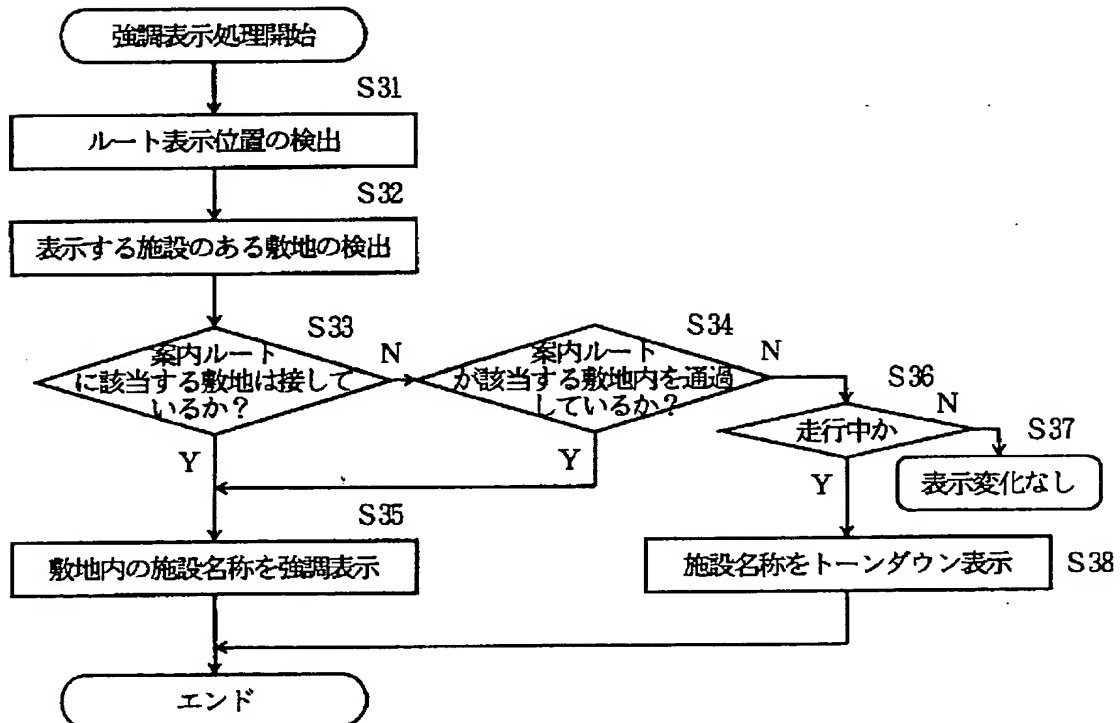 強調表示処理開始
S31
ルート表示位置の検出
S32
表示する施設のある敷地の検出
S33
案内ルート
に該当する敷地は接して
いるか？
N
S34
案内ルート
が該当する敷地内を通過
しているか？
N
S36
走行中か
N
S37
表示変化なし
Y
Y
Y
S35
敷地内の施設名称を強調表示
施設名称をトーンダウン表示
S38
エンド